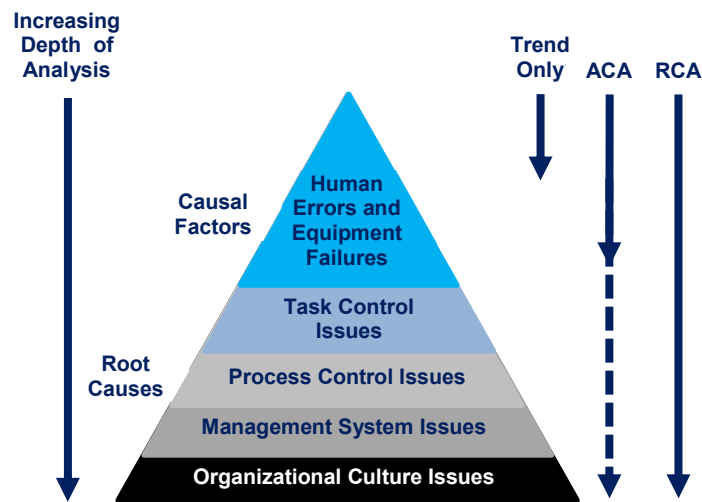 Increasing
Depth of
Analysis
Trend
Only
ACA
RCA
Causal
Factors
Human
Errors and
Equipment
Failures
Task Control
Issues
Root
Causes
Process Control Issues
Management System Issues
Organizational Culture Issues